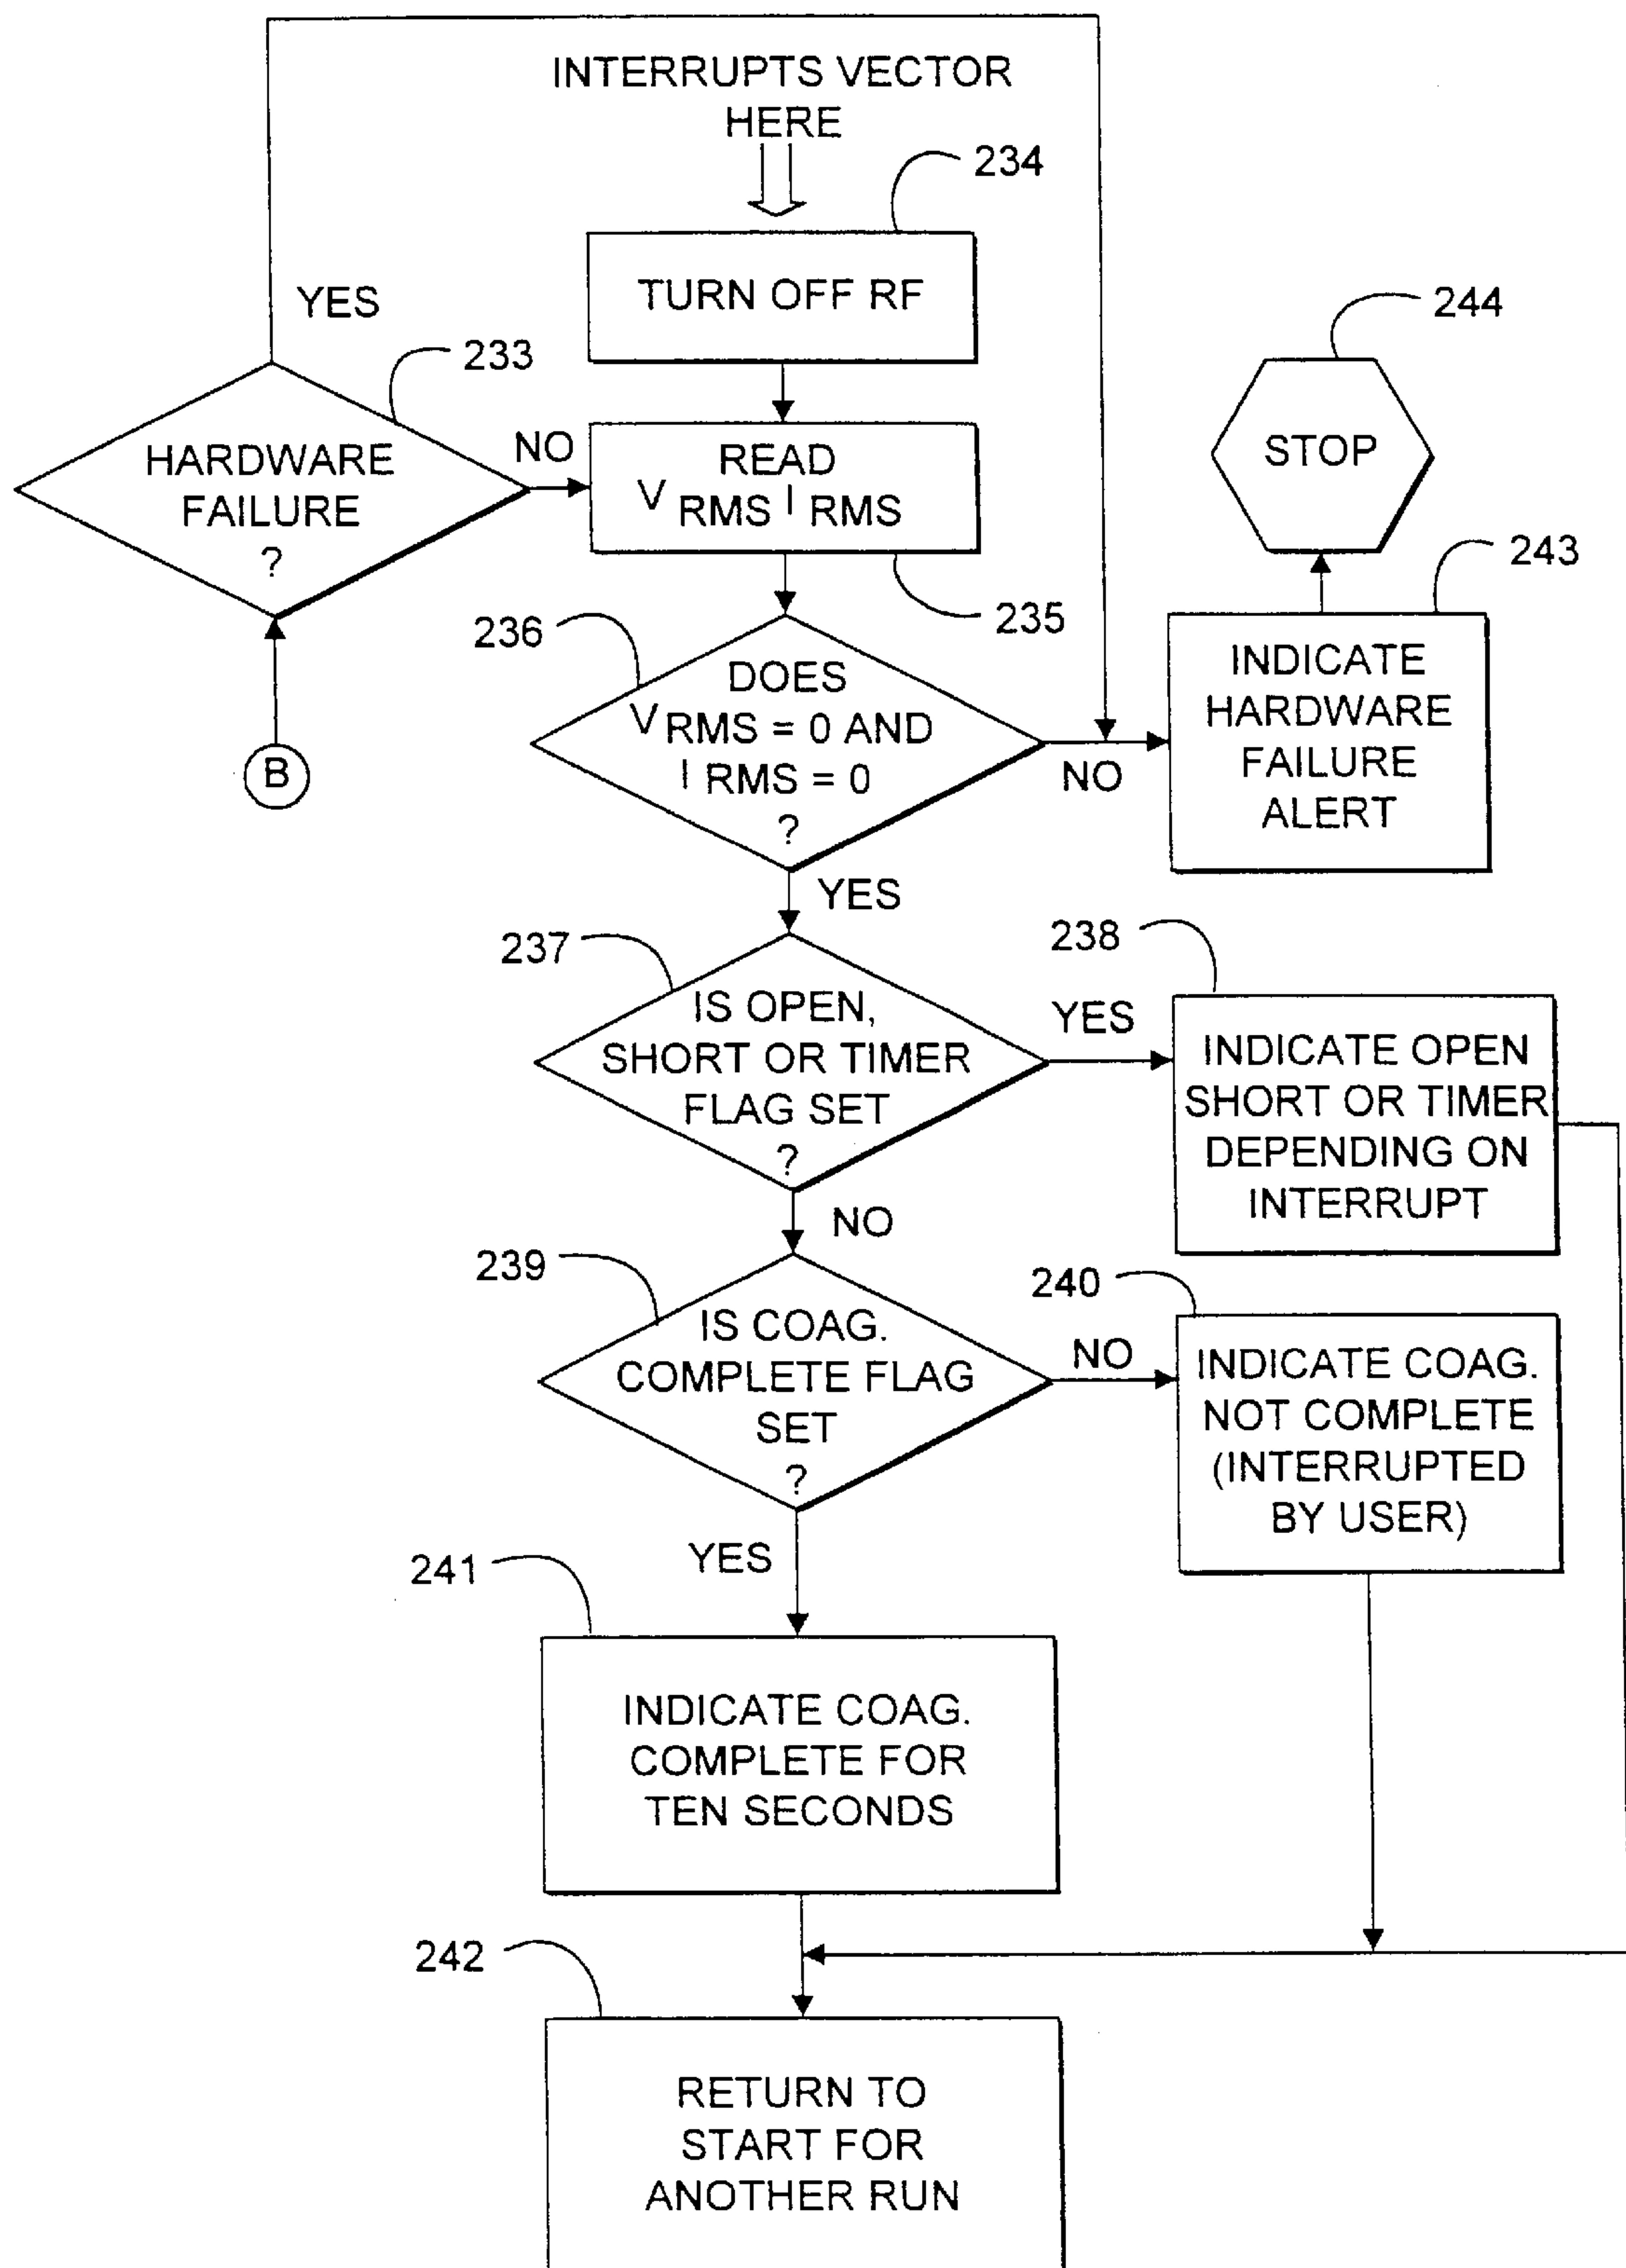 INTERRUPTS VECTOR
HERE
234
TURN OFF RF
YES
233
HARDWARE
FAILURE
?
NO
READ
V RMS I RMS
235
B
236
DOES
V RMS = 0 AND
I RMS = 0
?
NO
244
STOP
243
INDICATE
HARDWARE
FAILURE
ALERT
YES
237
IS OPEN,
SHORT OR TIMER
FLAG SET
?
YES
238
INDICATE OPEN
SHORT OR TIMER
DEPENDING ON
INTERRUPT
NO
239
IS COAG.
COMPLETE FLAG
SET
?
NO
240
INDICATE COAG.
NOT COMPLETE
(INTERRUPTED
BY USER)
YES
241
INDICATE COAG.
COMPLETE FOR
TEN SECONDS
242
RETURN TO
START FOR
ANOTHER RUN